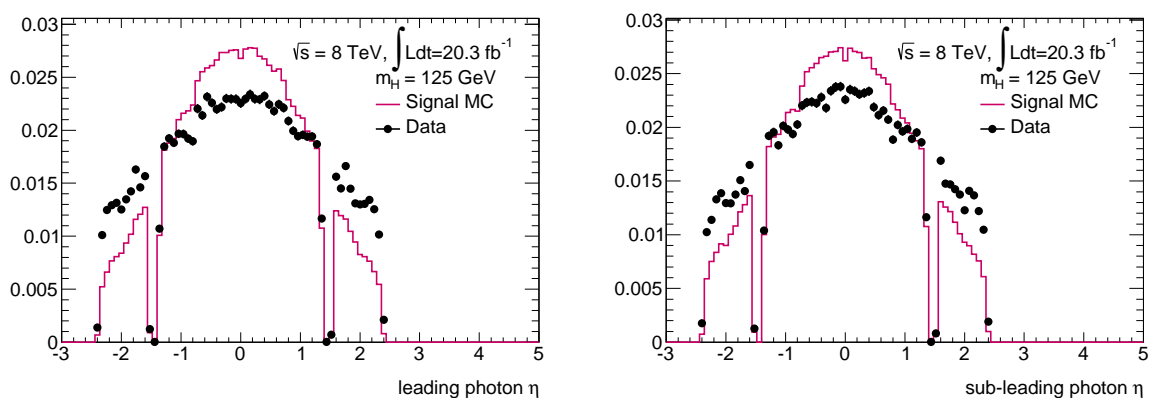 0.03
√s = 8 TeV, ∫Ldt=20.3 fb⁻¹
m_H = 125 GeV
Signal MC
Data
0.025
0.02
0.015
0.01
0.005
0
-3 -2 -1 0 1 2 3 4 5
leading photon η
0.03
√s = 8 TeV, ∫Ldt=20.3 fb⁻¹
m_H = 125 GeV
Signal MC
Data
0.025
0.02
0.015
0.01
0.005
0
-3 -2 -1 0 1 2 3 4 5
sub-leading photon η